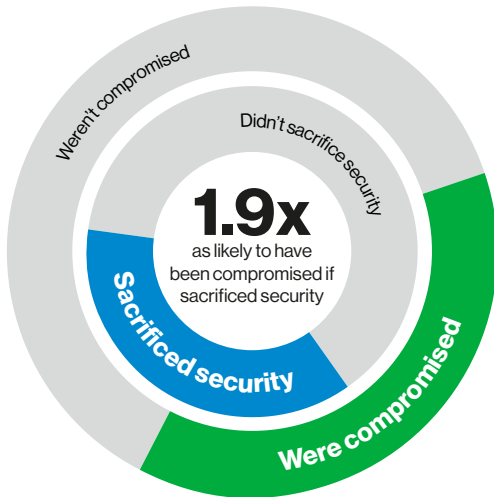 Weren't compromised
Didn't sacrifice security
1.9x
as likely to have
been compromised if
sacrificed security
Sacrificed security
Were compromised